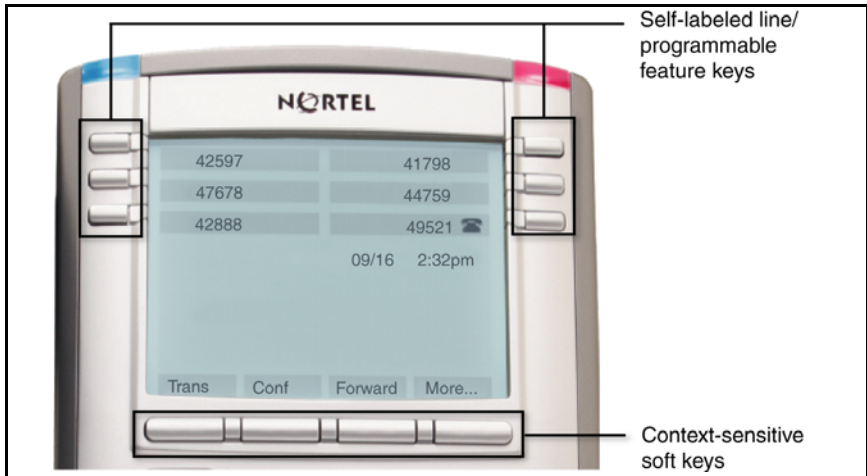 Self-labeled line/
programmable
feature keys
NORTEL
42597 41798
47678 44759
42888 49521
09/16 2:32pm
Trans Conf Forward More...
Context-sensitive
soft keys